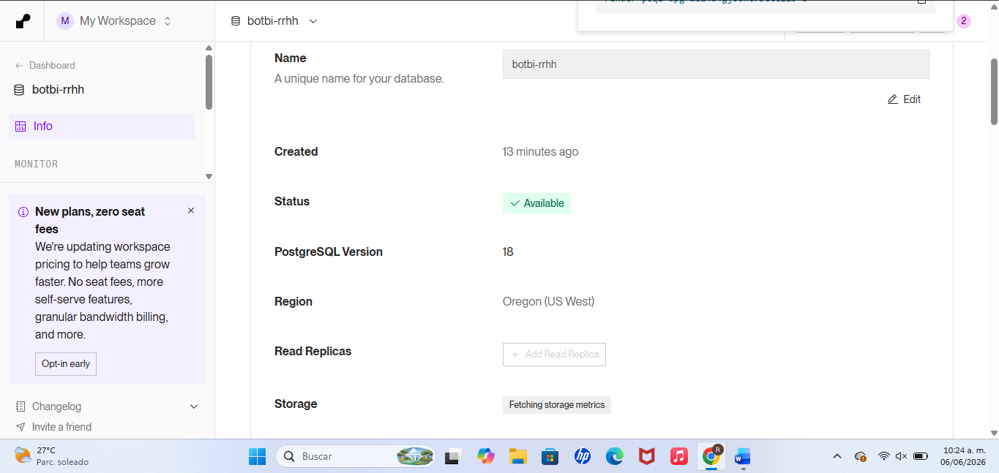 M My Workspace
botbi-rrhh
2
Dashboard
botbi-rrhh
Info
MONITOR
New plans, zero seat
fees
We're updating workspace
pricing to help teams grow
faster. No seat fees, more
self-serve features,
granular bandwidth billing,
and more.
Opt-in early
Changelog
Invite a friend
Name
A unique name for your database.
botbi-rrhh
Edit
Created
13 minutes ago
Status
Available
PostgreSQL Version
18
Region
Oregon (US West)
Read Replicas
+ Add Read Replica
Storage
Fetching storage metrics
27°C
Parc. soleado
Buscar
hp
R
W
10:24 a. m.
06/06/2026